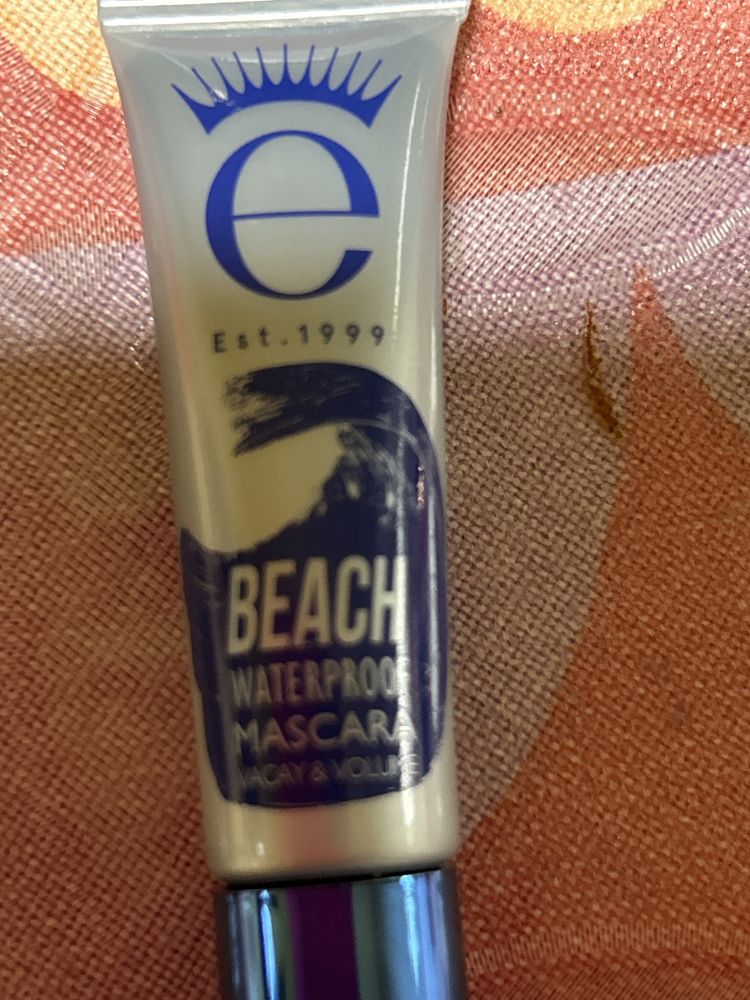 e
Est.1999
BEACH
WATERPROOF
MASCARA
VACAY & VOLUME